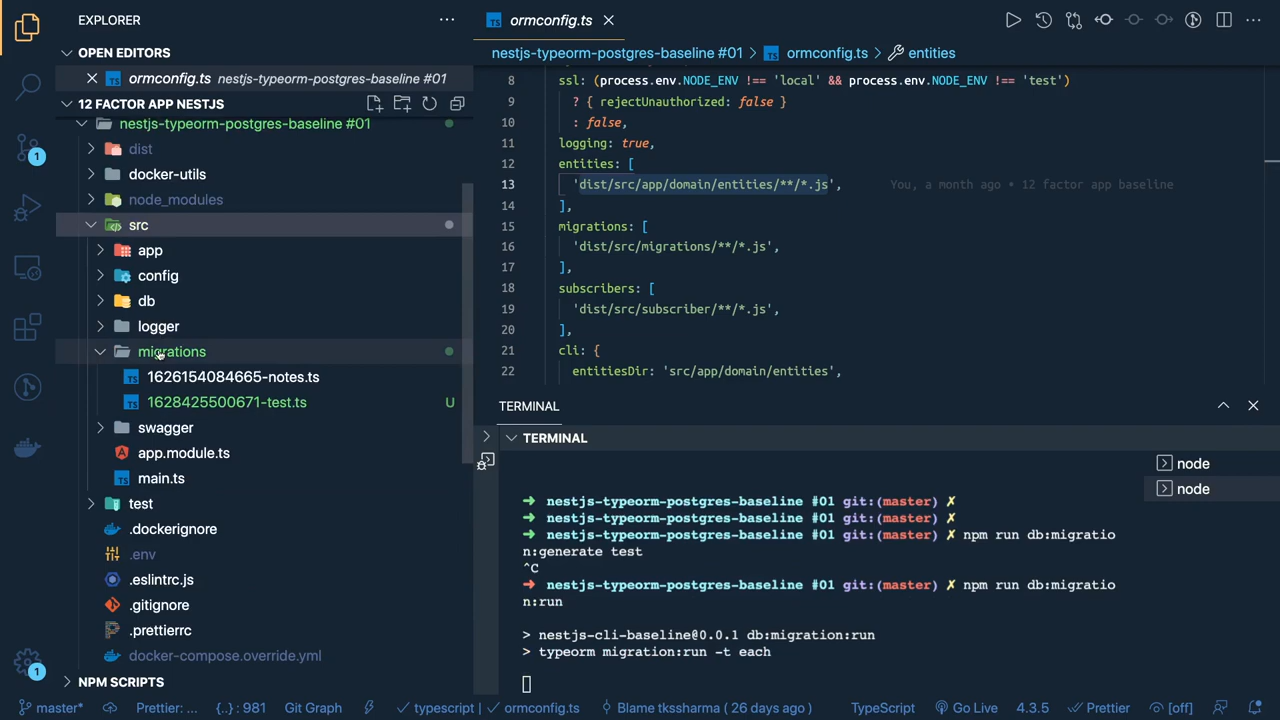 EXPLORER
OPEN EDITORS
ormconfig.ts nestjs-typeorm-postgres-baseline #01
12 FACTOR APP NESTJS
nestjs-typeorm-postgres-baseline #01
dist
docker-utils
node_modules
src
app
config
db
logger
migrations
1626154084665-notes.ts
1628425500671-test.ts U
swagger
app.module.ts
main.ts
test
.dockerignore
.env
.eslintrc.js
.gitignore
.prettierrc
docker-compose.override.yml
NPM SCRIPTS
1
1
ormconfig.ts
nestjs-typeorm-postgres-baseline #01 > ormconfig.ts > entities
8 ssl: (process.env.NODE_ENV !== 'local' && process.env.NODE_ENV !== 'test')
9 ? { rejectUnauthorized: false }
10 : false,
11 logging: true,
12 entities: [
13 'dist/src/app/domain/entities/**/*.js', You, a month ago • 12 factor app baseline
14 ],
15 migrations: [
16 'dist/src/migrations/**/*.js',
17 ],
18 subscribers: [
19 'dist/src/subscriber/**/*.js',
20 ],
21 cli: {
22 entitiesDir: 'src/app/domain/entities',
TERMINAL
TERMINAL
node
node
➜ nestjs-typeorm-postgres-baseline #01 git:(master) ✗
➜ nestjs-typeorm-postgres-baseline #01 git:(master) ✗
➜ nestjs-typeorm-postgres-baseline #01 git:(master) ✗ npm run db:migratio
n:generate test
^C
➜ nestjs-typeorm-postgres-baseline #01 git:(master) ✗ npm run db:migratio
n:run
> nestjs-cli-baseline@0.0.1 db:migration:run
> typeorm migration:run -t each
master* Prettier: ... {..} : 981 Git Graph typescript | ✓ ormconfig.ts Blame tkssharma ( 26 days ago ) TypeScript Go Live 4.3.5 Prettier [off]